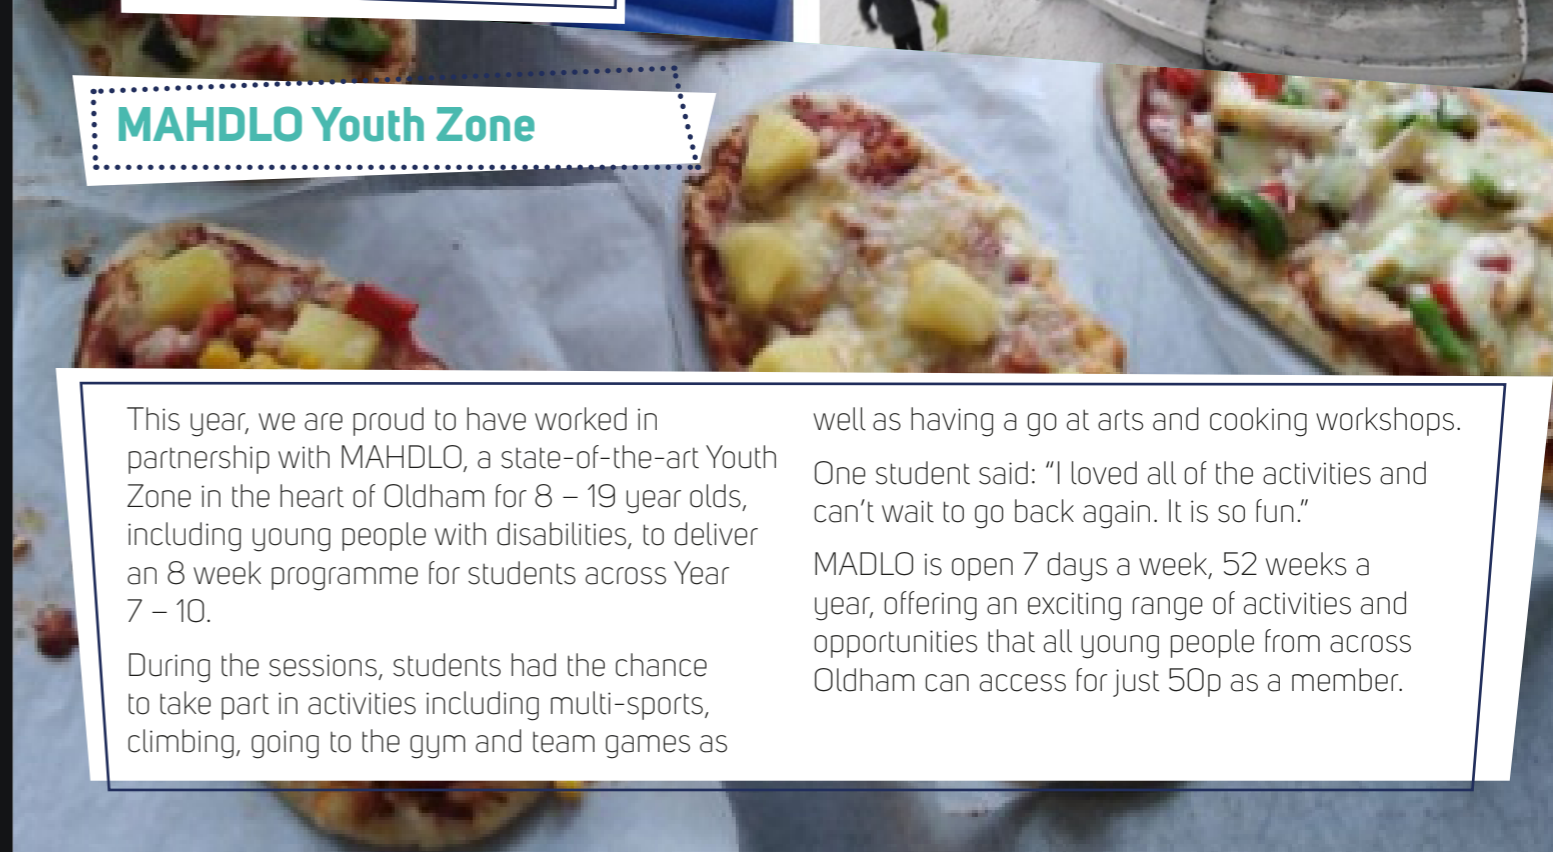 MAHDLO Youth Zone
This year, we are proud to have worked in
partnership with MAHDLO, a state-of-the-art Youth
Zone in the heart of Oldham for 8 – 19 year olds,
including young people with disabilities, to deliver
an 8 week programme for students across Year
7 – 10.
During the sessions, students had the chance
to take part in activities including multi-sports,
climbing, going to the gym and team games as
well as having a go at arts and cooking workshops.
One student said: “I loved all of the activities and
can’t wait to go back again. It is so fun.”
MADLO is open 7 days a week, 52 weeks a
year, offering an exciting range of activities and
opportunities that all young people from across
Oldham can access for just 50p as a member.